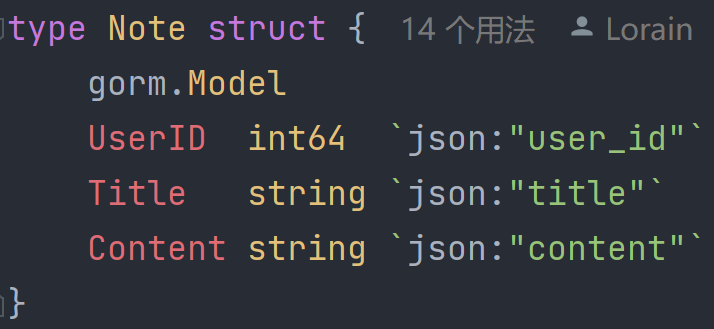 type Note struct { 14 个用法 Lorain
gorm.Model
UserID int64 `json:"user_id"`
Title string `json:"title"`
Content string `json:"content"`
}